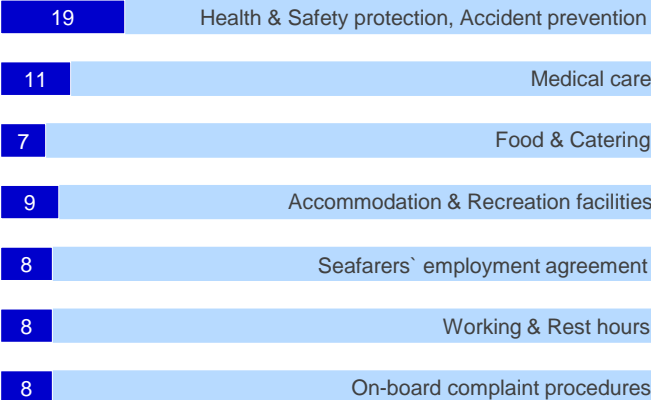 19 Health & Safety protection, Accident prevention
11 Medical care
7 Food & Catering
9 Accommodation & Recreation facilities
8 Seafarers` employment agreement
8 Working & Rest hours
8 On-board complaint procedures